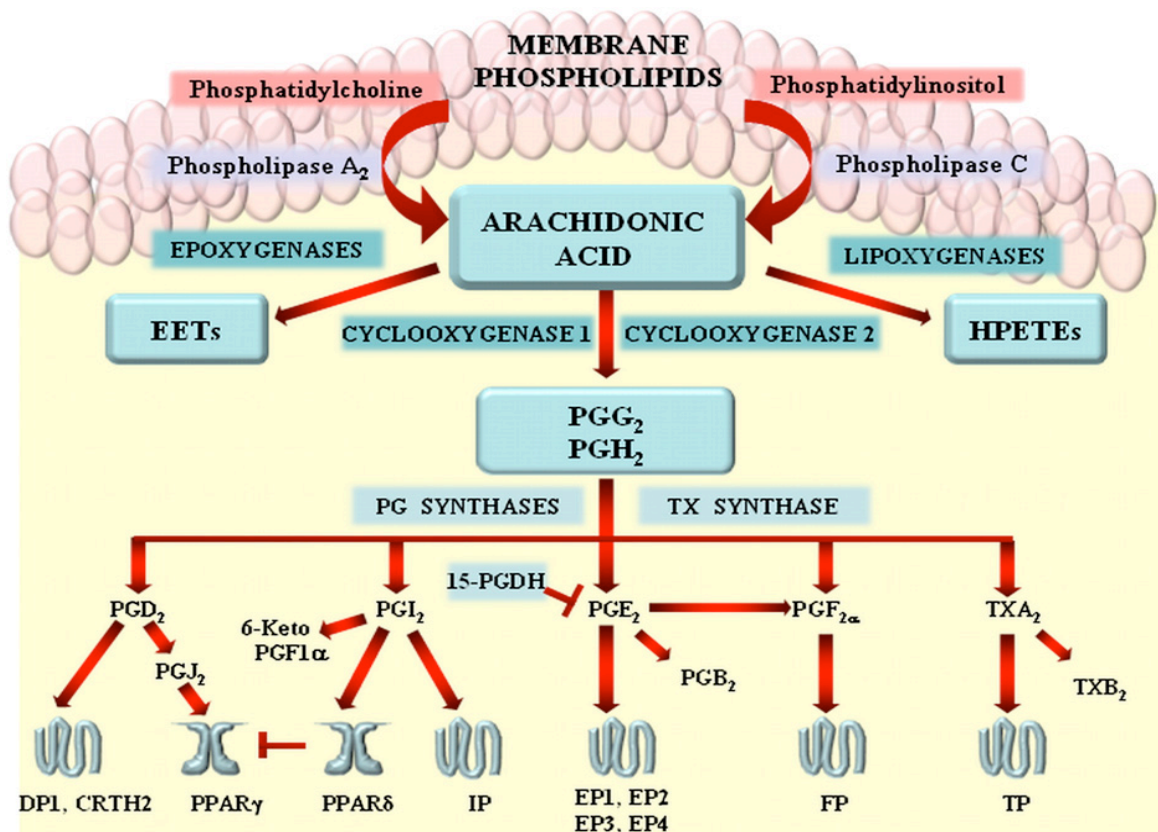 MEMBRANE
PHOSPHOLIPIDS
Phosphatidylcholine
Phosphatidylinositol
Phospholipase A₂
Phospholipase C
ARACHIDONIC
ACID
EPOXYGENASES
LIPOXYGENASES
EETs
HPETEs
CYCLOOXYGENASE 1
CYCLOOXYGENASE 2
PGG₂
PGH₂
PG SYNTHASES
TX SYNTHASE
15-PGDH
PGD₂
PGI₂
PGE₂
PGF₂α
TXA₂
6-Keto
PGF1α
PGJ₂
PGB₂
TXB₂
DP1, CRTH2
PPARγ
PPARδ
IP
EP1, EP2
EP3, EP4
FP
TP